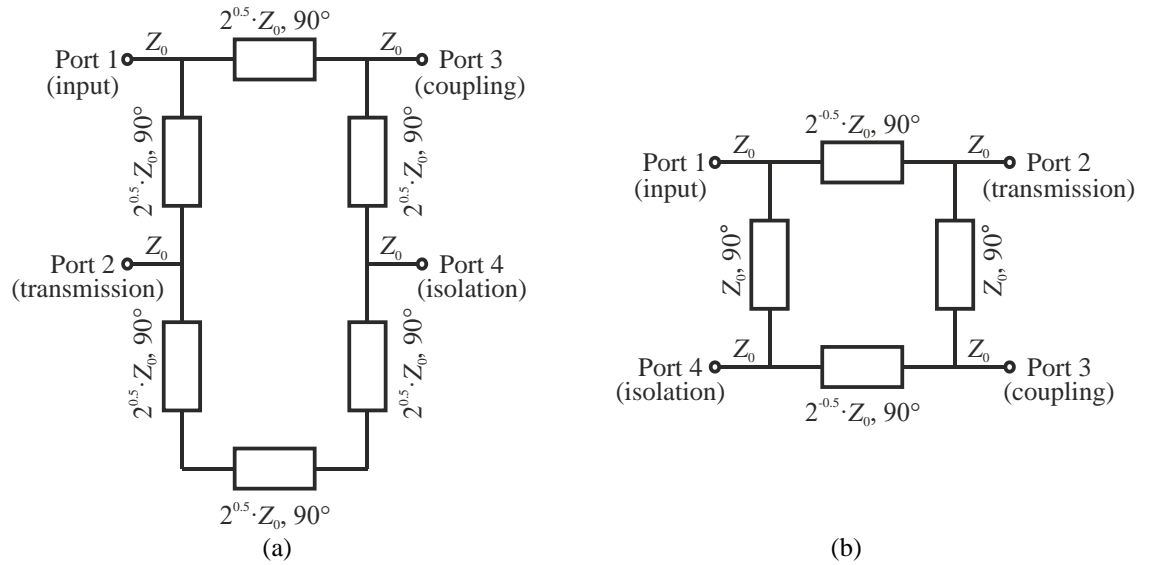 2^0.5·Z₀, 90°
Port 1
(input)
Z₀
Z₀
Port 3
(coupling)
2^0.5·Z₀, 90°
2^0.5·Z₀, 90°
Port 2
(transmission)
Z₀
Z₀
Port 4
(isolation)
2^0.5·Z₀, 90°
2^0.5·Z₀, 90°
2^0.5·Z₀, 90°
(a)
2^-0.5·Z₀, 90°
Port 1
(input)
Z₀
Z₀
Port 2
(transmission)
Z₀, 90°
Z₀, 90°
Port 4
(isolation)
Z₀
Z₀
Port 3
(coupling)
2^-0.5·Z₀, 90°
(b)